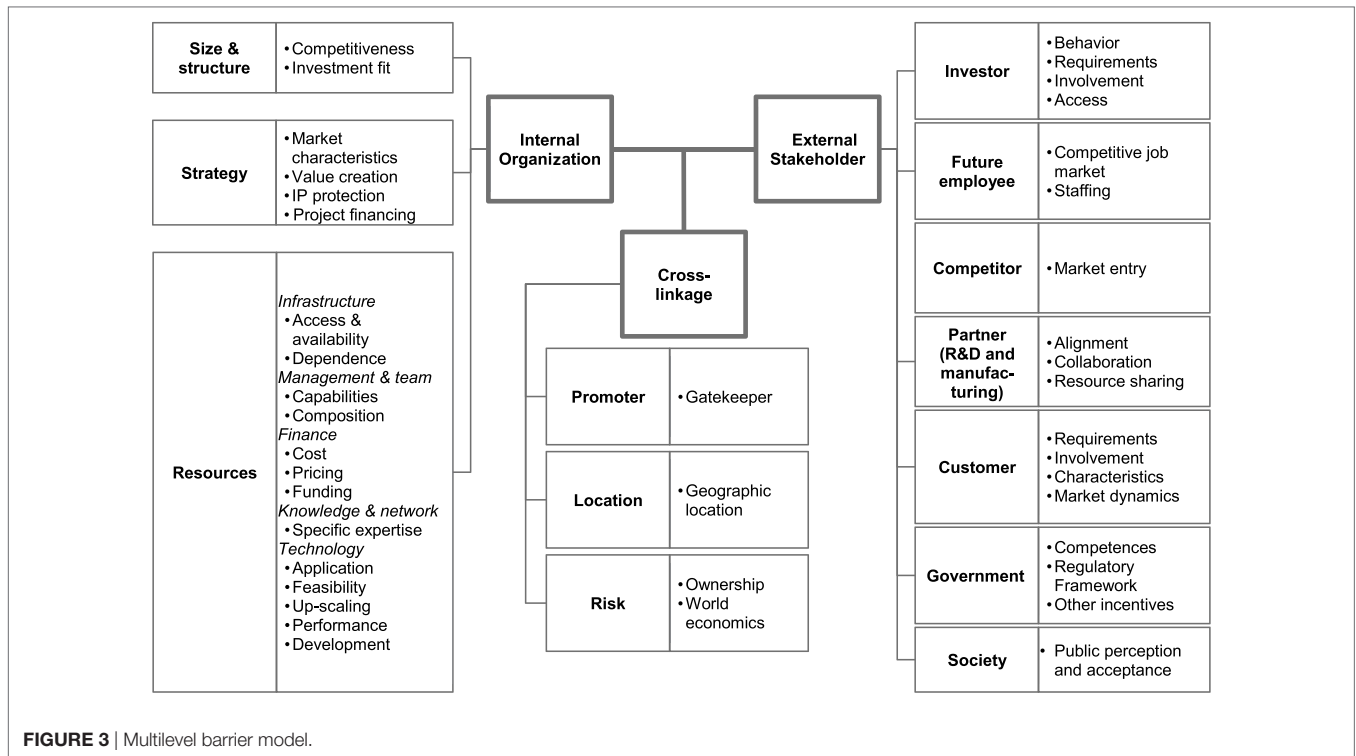 Size &
structure
• Competitiveness
• Investment fit
Strategy
• Market
characteristics
• Value creation
• IP protection
• Project financing
Resources
Infrastructure
• Access &
availability
• Dependence
Management & team
• Capabilities
• Composition
Finance
• Cost
• Pricing
• Funding
Knowledge & network
• Specific expertise
Technology
• Application
• Feasibility
• Up-scaling
• Performance
• Development
Internal
Organization
External
Stakeholder
Cross-
linkage
Promoter
• Gatekeeper
Location
• Geographic
location
Risk
• Ownership
• World
economics
Investor
• Behavior
• Requirements
• Involvement
• Access
Future
employee
• Competitive job
market
• Staffing
Competitor
• Market entry
Partner
(R&D and
manufac-
turing)
• Alignment
• Collaboration
• Resource sharing
Customer
• Requirements
• Involvement
• Characteristics
• Market dynamics
Government
• Competences
• Regulatory
Framework
• Other incentives
Society
• Public perception
and acceptance
FIGURE 3 | Multilevel barrier model.